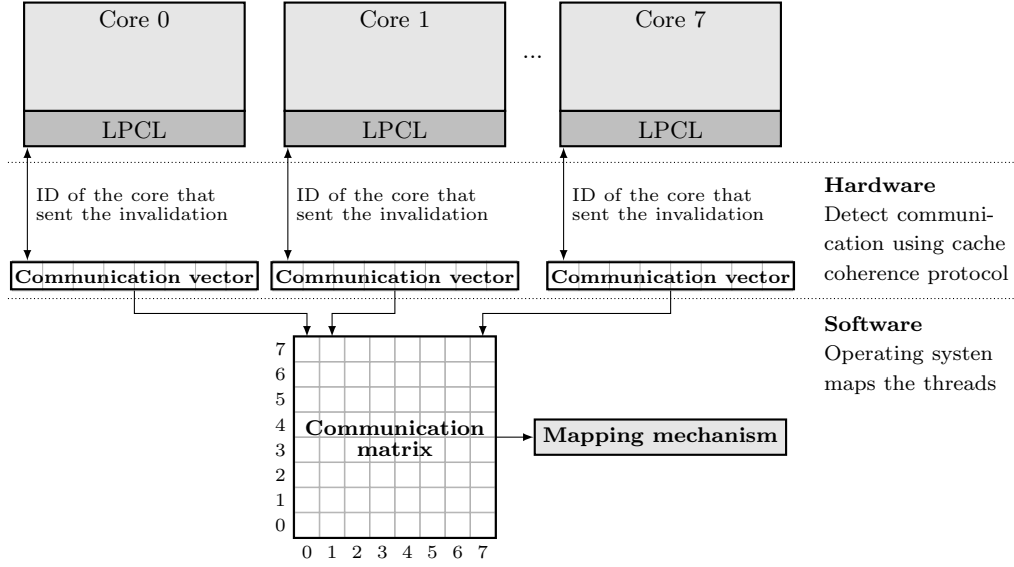 Core 0
Core 1
Core 7
...
LPCL
LPCL
LPCL
ID of the core that
sent the invalidation
ID of the core that
sent the invalidation
ID of the core that
sent the invalidation
Hardware
Detect communi-
cation using cache
coherence protocol
Communication vector
Communication vector
Communication vector
Software
Operating systen
maps the threads
7
6
5
4
3
2
1
0
Communication
matrix
Mapping mechanism
0 1 2 3 4 5 6 7